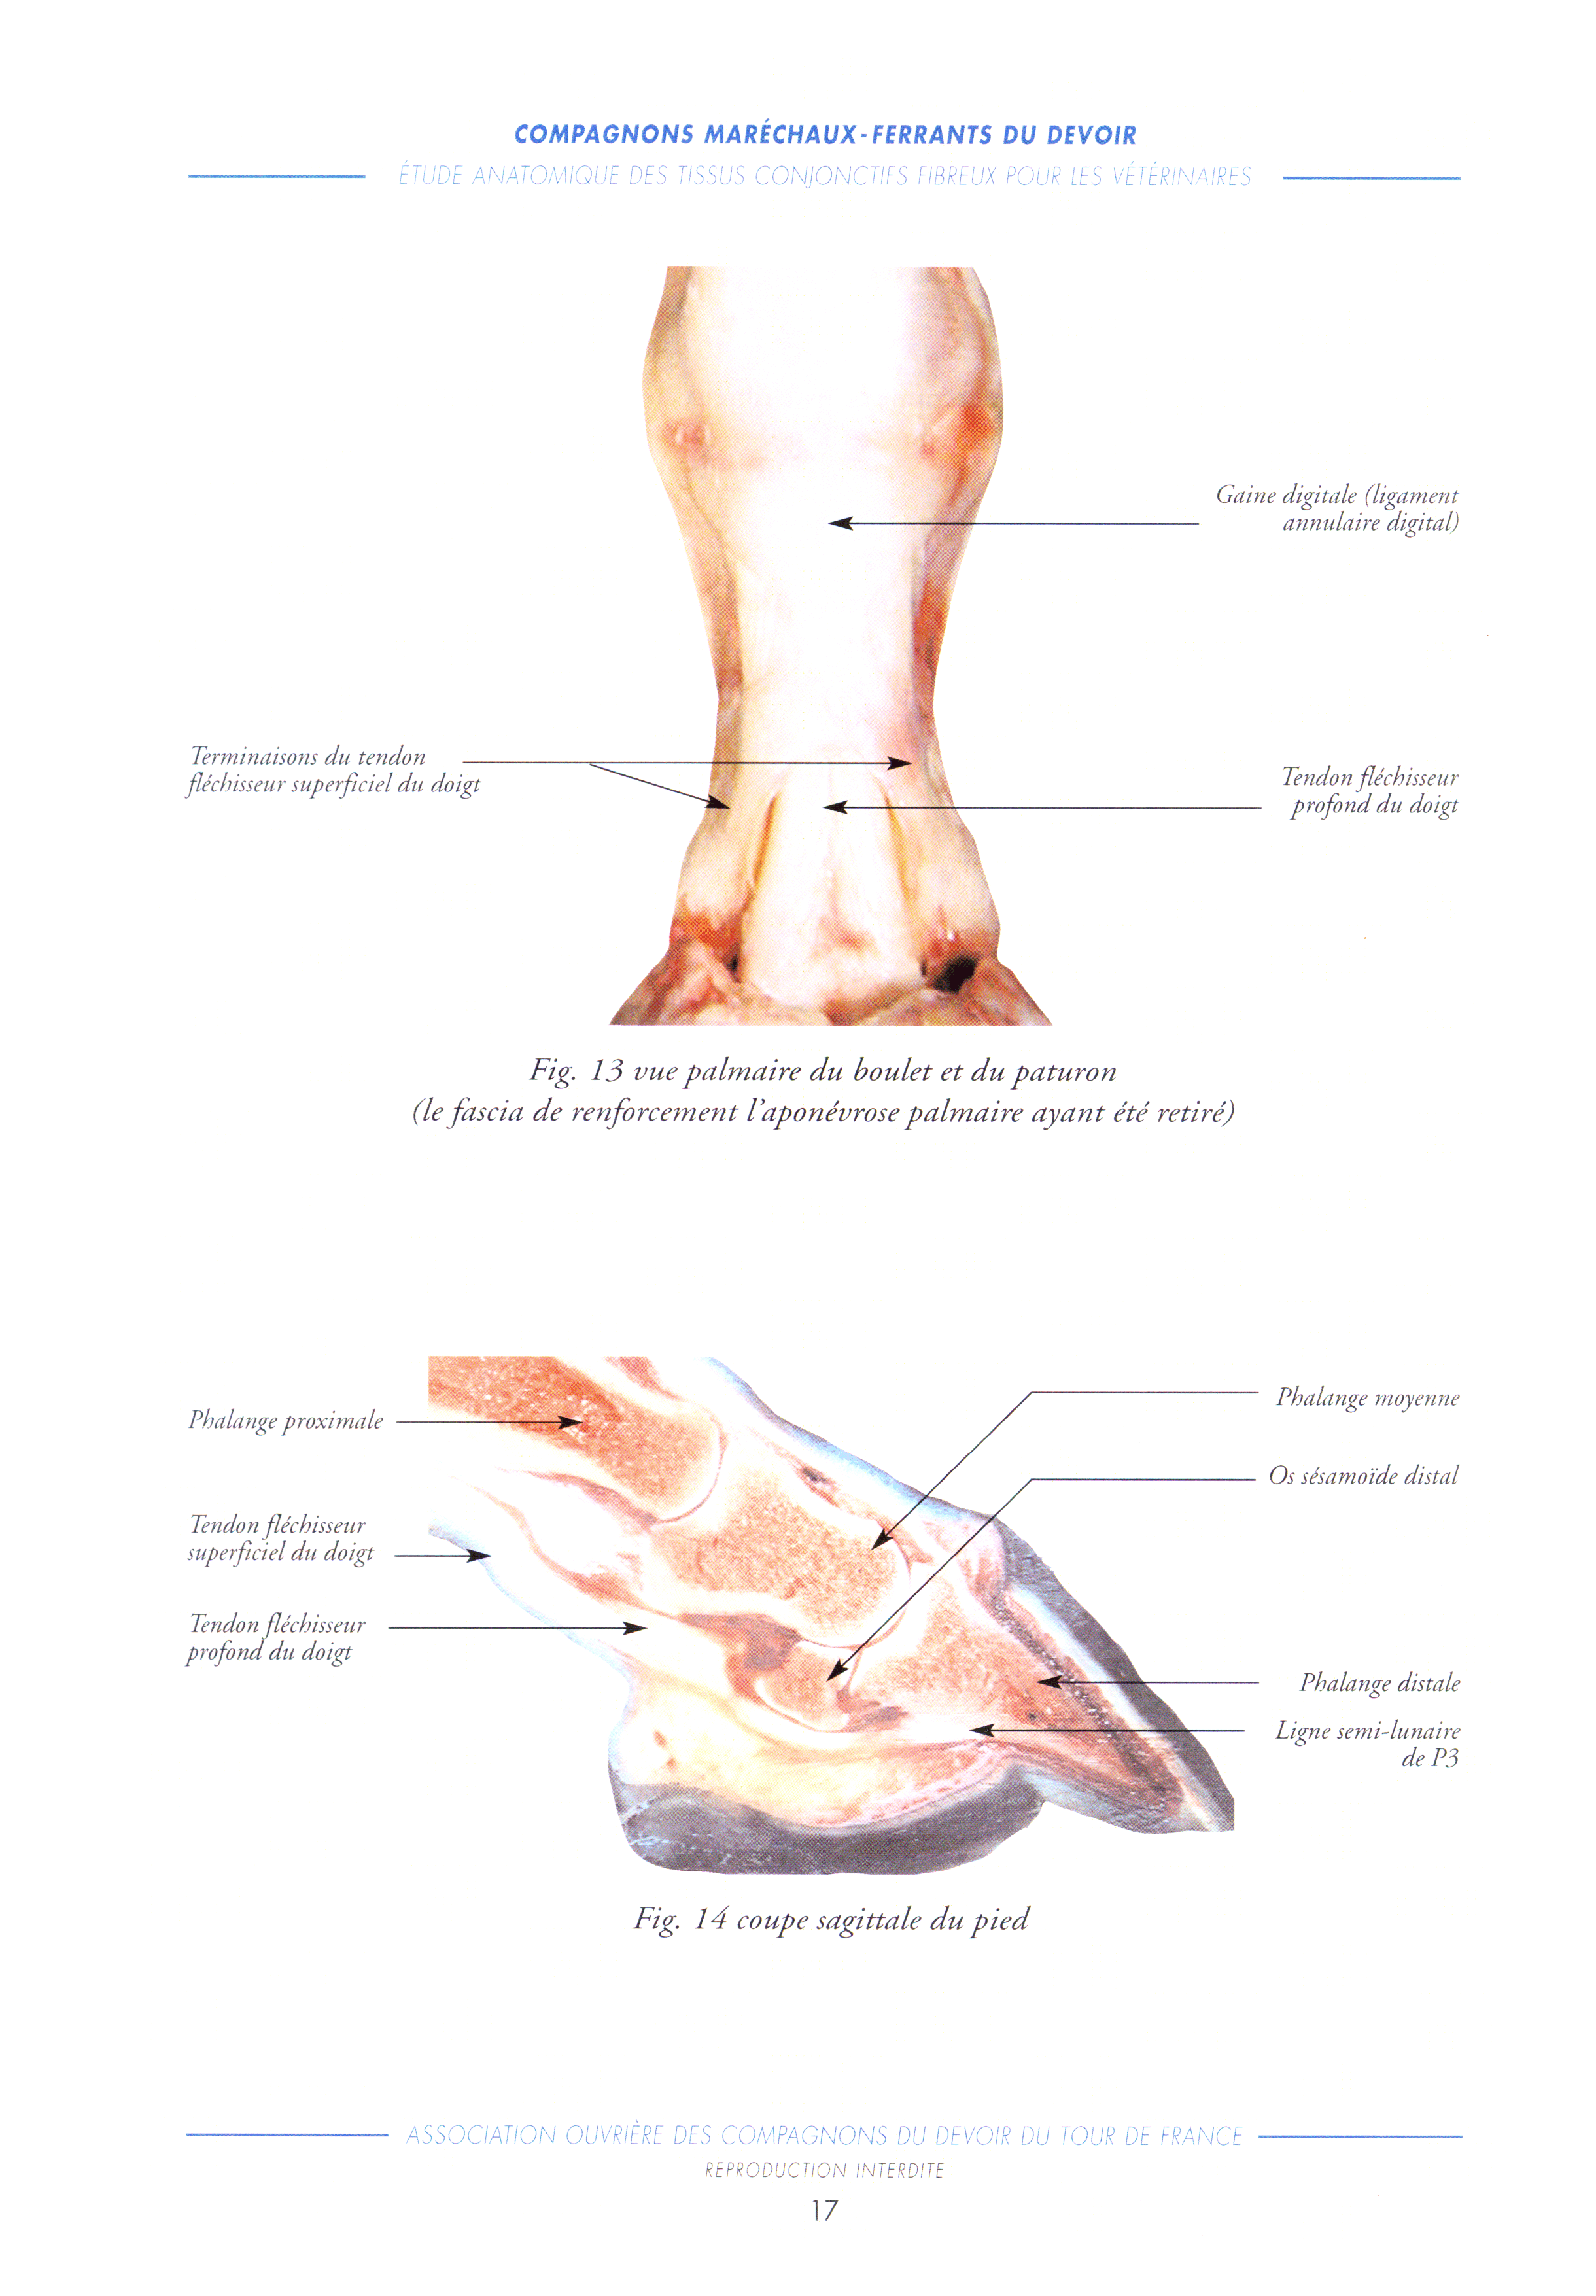 COMPAGNONS MARÉCHAUX-FERRANTS DU DEVOIR
ÉTUDE ANATOMIQUE DES TISSUS CONJONCTIFS FIBREUX POUR LES VÉTÉRINAIRES
Gaine digitale (ligament
annulaire digital)
Terminaisons du tendon
fléchisseur superficiel du doigt
Tendon fléchisseur
profond du doigt
Fig. 13 vue palmaire du boulet et du paturon
(le fascia de renforcement l'aponévrose palmaire ayant été retiré)
Phalange proximale
Phalange moyenne
Os sésamoïde distal
Tendon fléchisseur
superficiel du doigt
Tendon fléchisseur
profond du doigt
Phalange distale
Ligne semi-lunaire
de P3
Fig. 14 coupe sagittale du pied
ASSOCIATION OUVRIÈRE DES COMPAGNONS DU DEVOIR DU TOUR DE FRANCE
REPRODUCTION INTERDITE
17